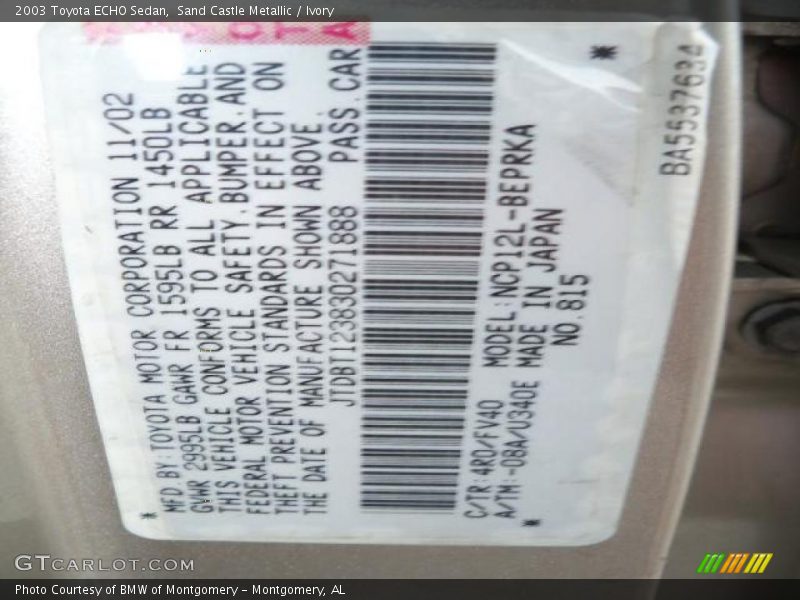 2003 Toyota ECHO Sedan,  Sand Castle Metallic / Ivory
MFD.BY:TOYOTA MOTOR CORPORATION 11/02
GVWR 2995LB GAWR FR 1595LB RR 1450LB
THIS VEHICLE CONFORMS TO ALL APPLICABLE
FEDERAL MOTOR VEHICLE SAFETY,BUMPER,AND
THEFT PREVENTION STANDARDS IN EFFECT ON
THE DATE OF MANUFACTURE SHOWN ABOVE.
JTDBT123830271888 PASS.CAR
C/TR:4R0/FV40 MODEL:NCP12L-BEPRKA
A/TM:-08A/U340E MADE IN JAPAN
NO.815
BA5537634
GTCARLOT.COM
Photo Courtesy of BMW of Montgomery – Montgomery, AL